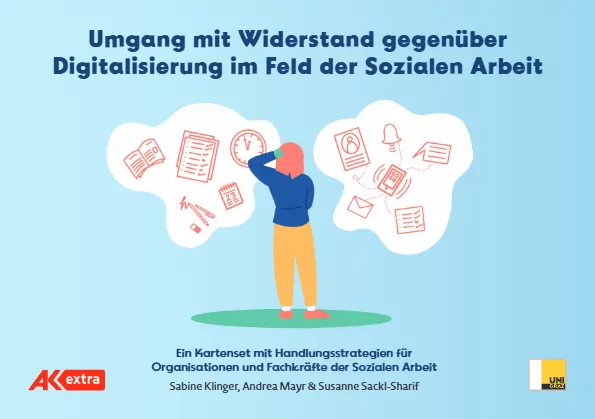 Umgang mit Widerstand gegenüber
Digitalisierung im Feld der Sozialen Arbeit
23
Ein Kartenset mit Handlungsstrategien für
Organisationen und Fachkräfte der Sozialen Arbeit
Sabine Klinger, Andrea Mayr & Susanne Sackl-Sharif
AK extra
UNI
GRAZ